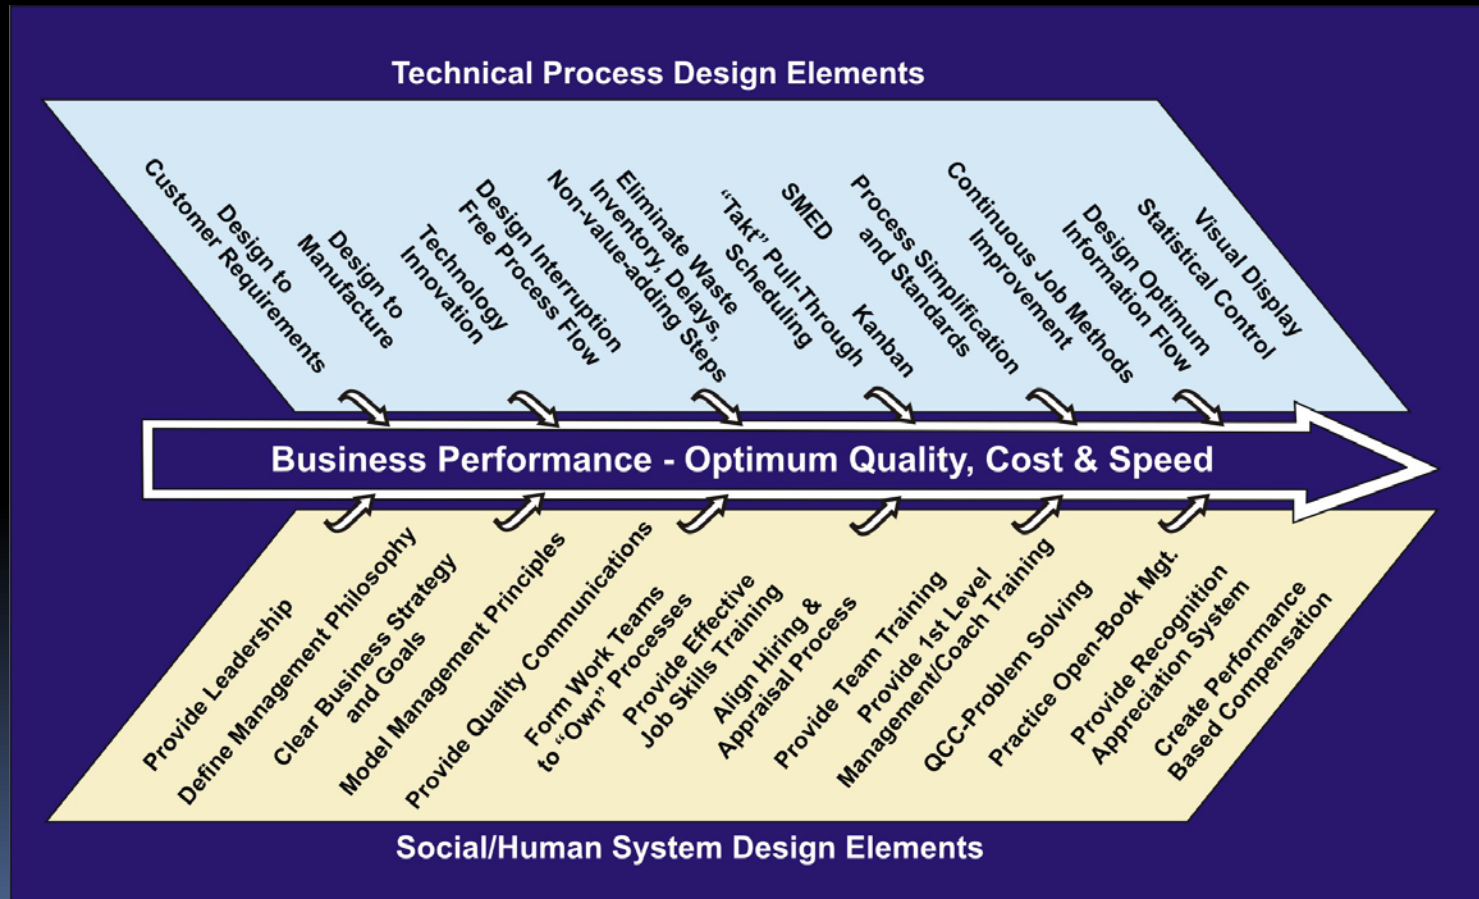 Technical Process Design Elements
Design to
Customer Requirements
Design to
Manufacture
Technology
Innovation
Design Interruption
Free Process Flow
Eliminate Waste
Inventory, Delays,
Non-value-adding Steps
“Takt” Pull-Through
Scheduling
SMED
Kanban
Process Simplification
and Standards
Continuous Job Methods
Improvement
Design Optimum
Information Flow
Statistical Control
Visual Display
Business Performance - Optimum Quality, Cost & Speed
Provide Leadership
Define Management Philosophy
Clear Business Strategy
and Goals
Model Management Principles
Provide Quality Communications
Form Work Teams
to “Own” Processes
Provide Effective
Job Skills Training
Align Hiring &
Appraisal Process
Provide Team Training
Provide 1st Level
Management/Coach Training
QCC-Problem Solving
Practice Open-Book Mgt.
Provide Recognition
Appreciation System
Create Performance
Based Compensation
Social/Human System Design Elements